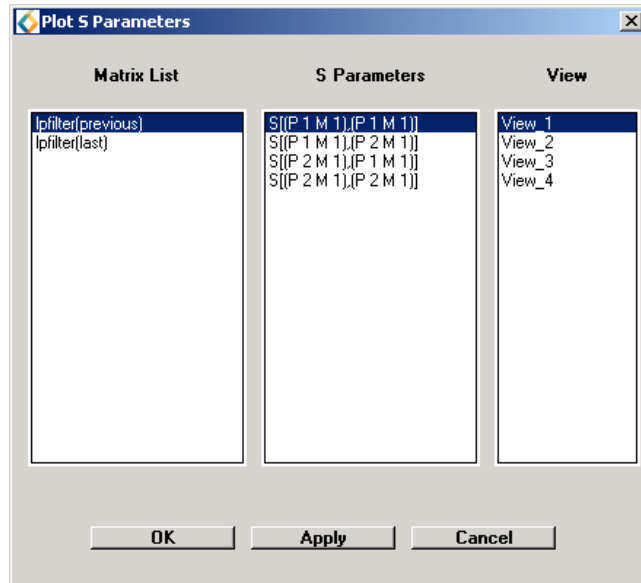 Plot S Parameters
Matrix List
S Parameters
View
lpfilter(previous)
lpfilter(last)
S[(P 1 M 1),(P 1 M 1)]
S[(P 1 M 1),(P 2 M 1)]
S[(P 2 M 1),(P 1 M 1)]
S[(P 2 M 1),(P 2 M 1)]
View_1
View_2
View_3
View_4
OK
Apply
Cancel